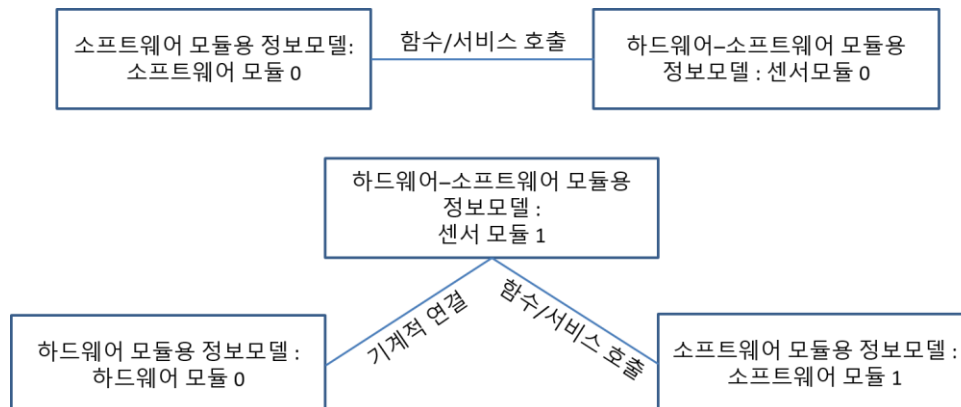 소프트웨어 모듈용 정보모델:
소프트웨어 모듈 0
함수/서비스 호출
하드웨어–소프트웨어 모듈용
정보모델 : 센서모듈 0
하드웨어–소프트웨어 모듈용
정보모델 :
센서 모듈 1
기계적 연결
함수/서비스 호출
하드웨어 모듈용 정보모델 :
하드웨어 모듈 0
소프트웨어 모듈용 정보모델 :
소프트웨어 모듈 1